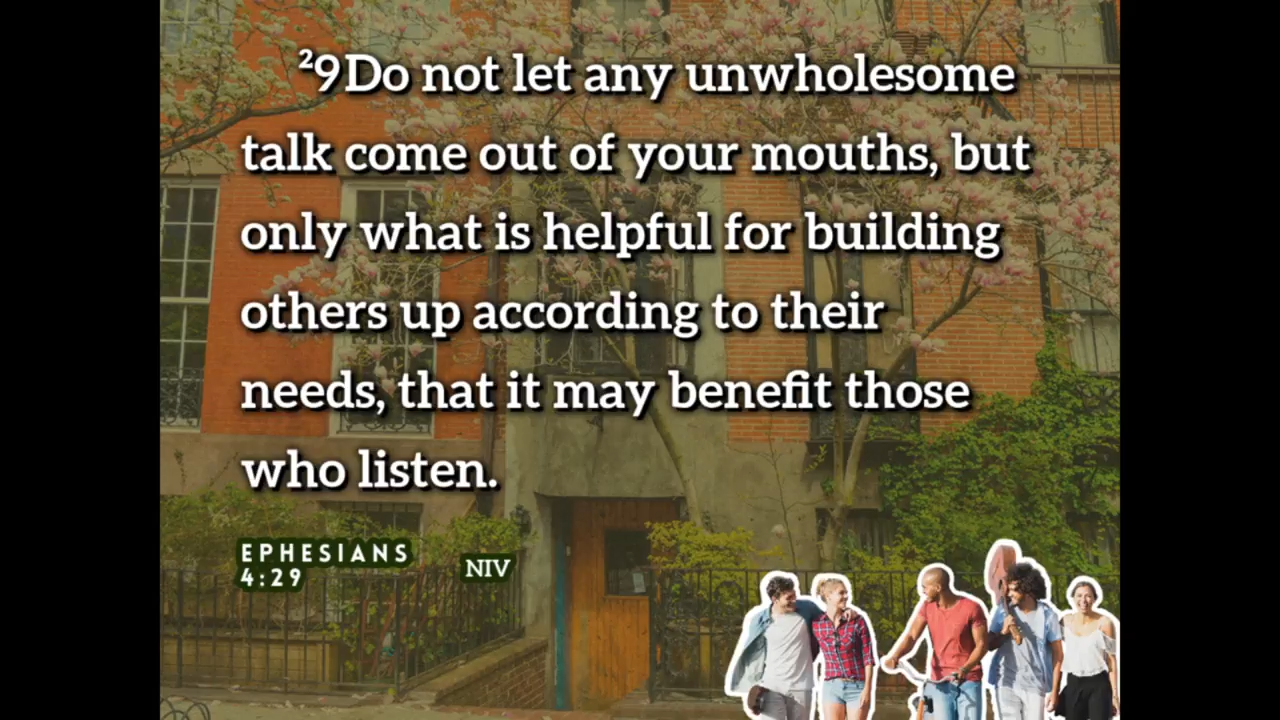 ²9Do not let any unwholesome
talk come out of your mouths, but
only what is helpful for building
others up according to their
needs, that it may benefit those
who listen.
EPHESIANS
4:29
NIV